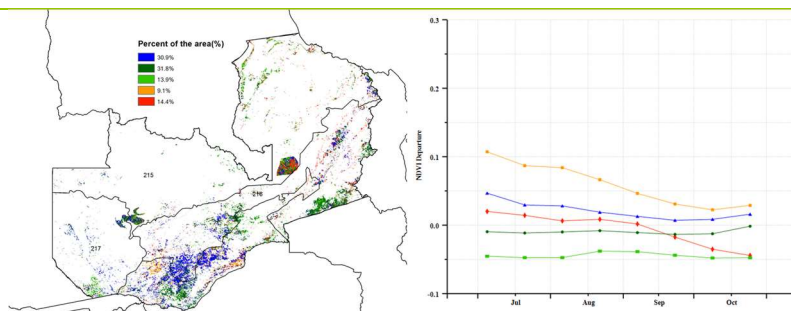 Percent of the area(%)
30.9%
31.8%
13.9%
9.1%
14.4%
215
216
217
NDVI Departure
0.3
0.2
0.1
0.0
-0.1
Jul
Aug
Sep
Oct